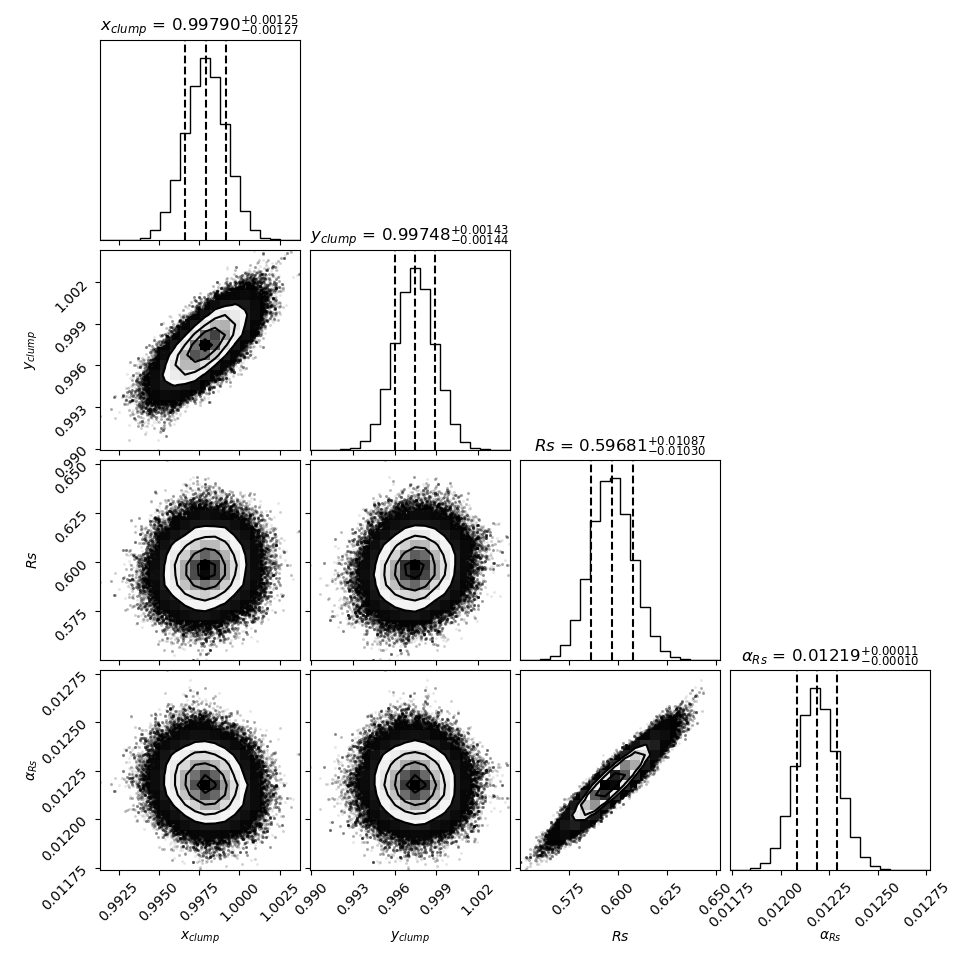 x_clump = 0.99790 +0.00125 −0.00127
y_clump = 0.99748 +0.00143 −0.00144
1.002
0.999
0.996
0.993
0.990
y_clump
Rs = 0.59681 +0.01087 −0.01030
0.650
0.625
0.600
0.575
Rs
α_Rs = 0.01219 +0.00011 −0.00010
0.01275
0.01250
0.01225
0.01200
0.01175
α_Rs
0.9925 0.9950 0.9975 1.0000 1.0025
x_clump
0.990 0.993 0.996 0.999 1.002
y_clump
0.575 0.600 0.625 0.650
Rs
0.01175 0.01200 0.01225 0.01250 0.01275
α_Rs